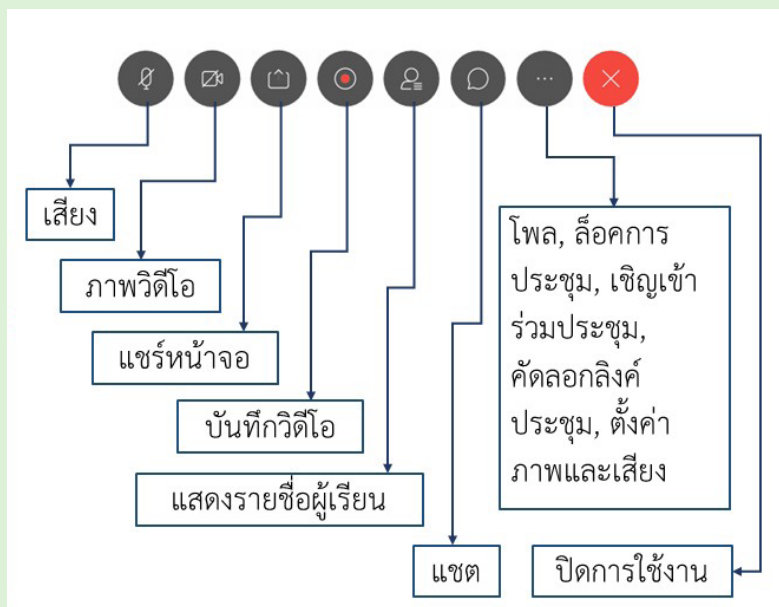 เสียง
ภาพวิดีโอ
แชร์หน้าจอ
บันทึกวิดีโอ
แสดงรายชื่อผู้เรียน
แชต
โพล, ล็อคการ
ประชุม, เชิญเข้า
ร่วมประชุม,
คัดลอกลิงค์
ประชุม, ตั้งค่า
ภาพและเสียง
ปิดการใช้งาน